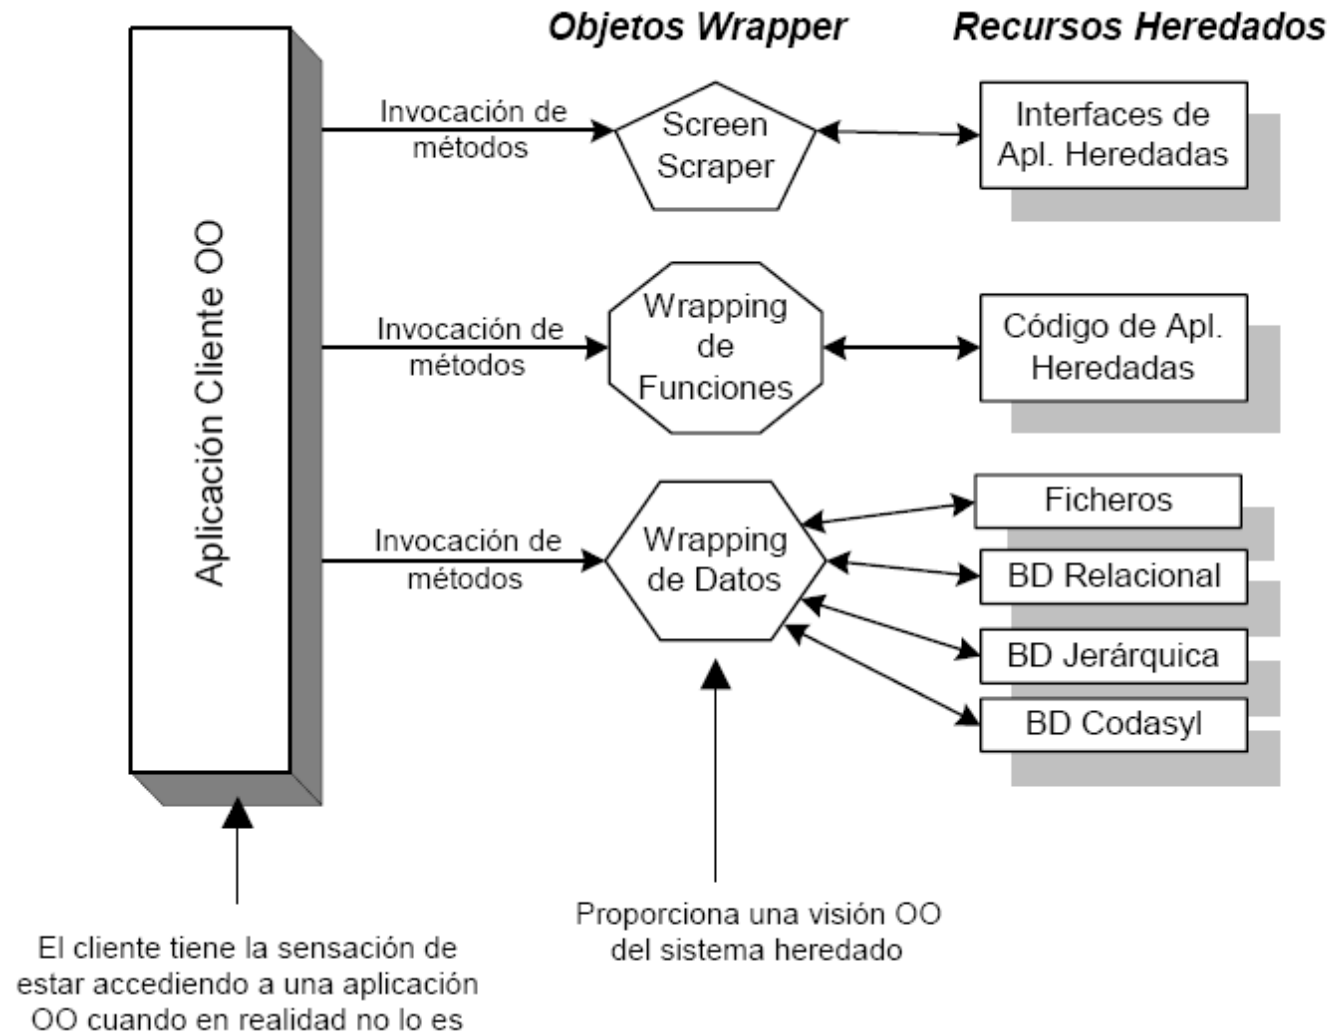 Objetos Wrapper
Recursos Heredados
Aplicación Cliente OO
Invocación de
métodos
Screen
Scraper
Interfaces de
Apl. Heredadas
Invocación de
métodos
Wrapping
de
Funciones
Código de Apl.
Heredadas
Invocación de
métodos
Wrapping
de Datos
Ficheros
BD Relacional
BD Jerárquica
BD Codasyl
El cliente tiene la sensación de
estar accediendo a una aplicación
OO cuando en realidad no lo es
Proporciona una visión OO
del sistema heredado